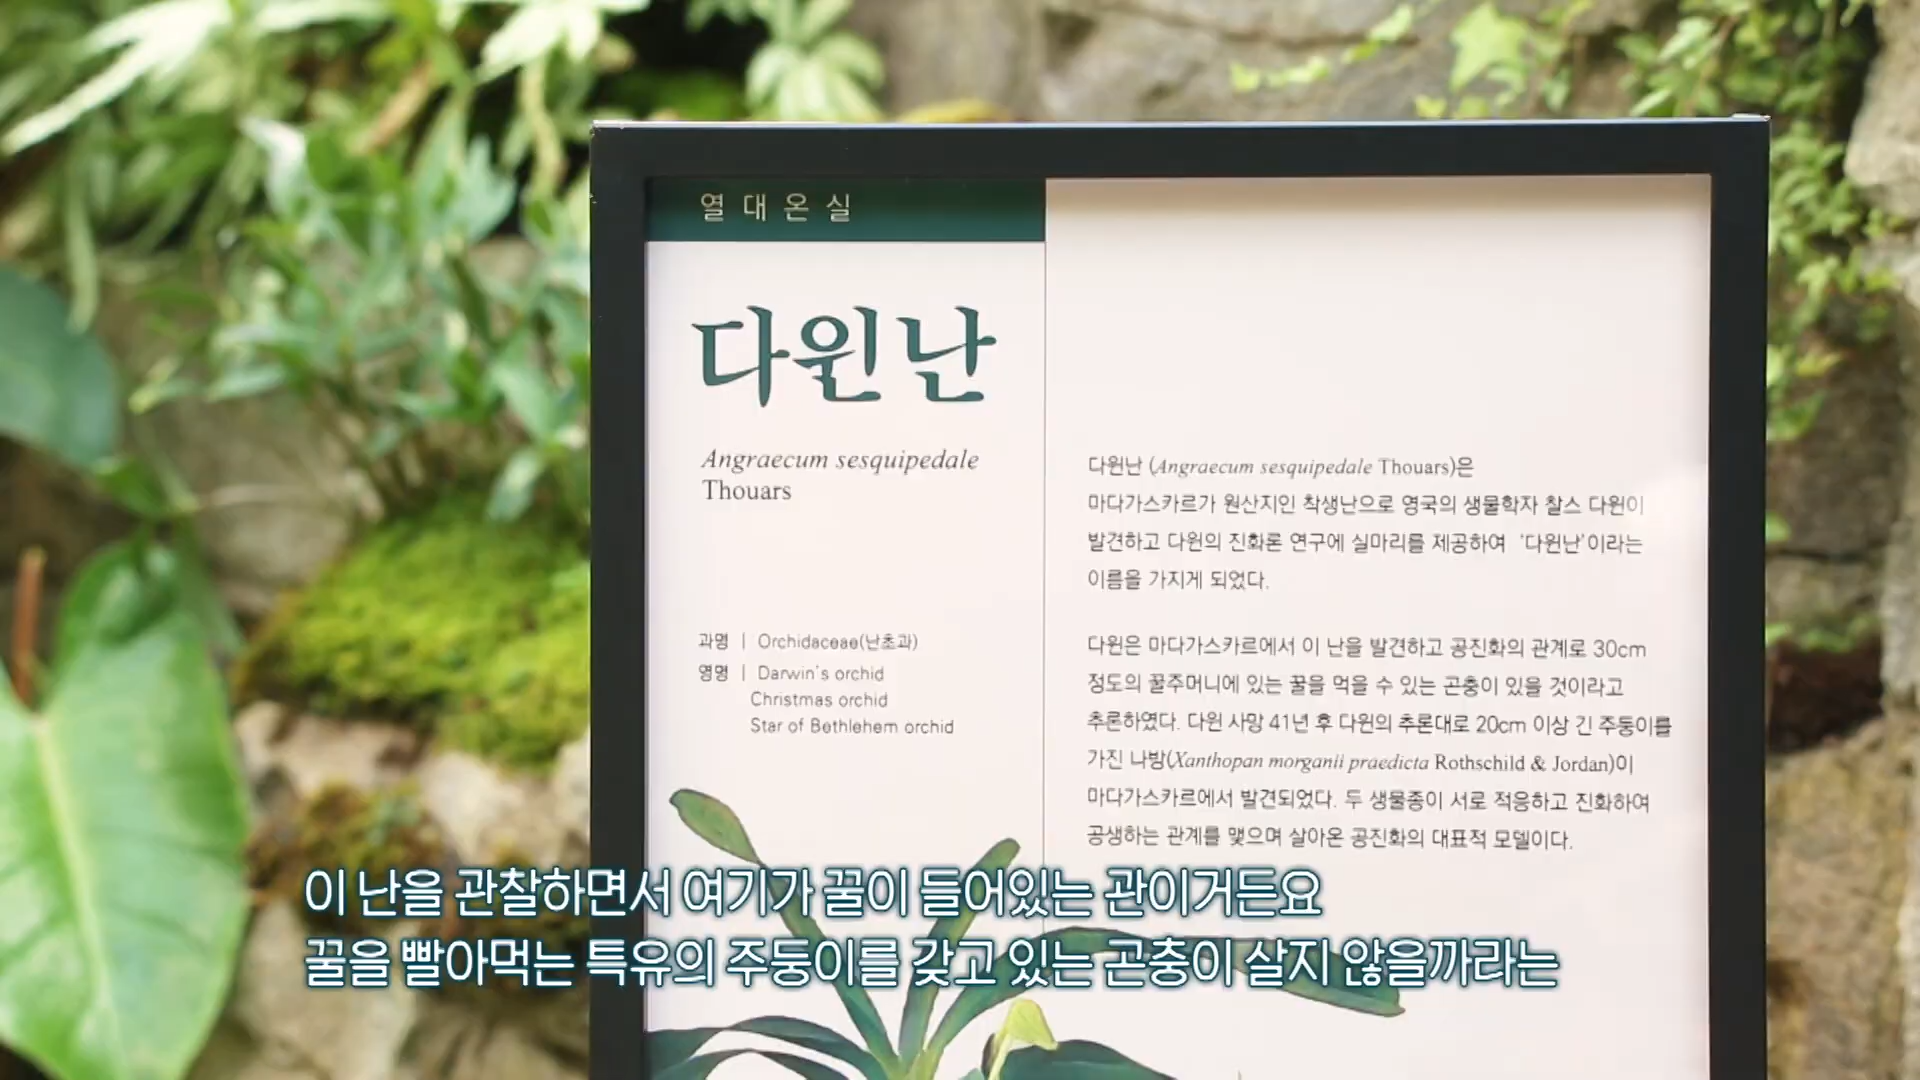 열대온실
다윈난
Angraecum sesquipedale
Thouars
과명 | Orchidaceae(난초과)
영명 | Darwin's orchid
Christmas orchid
Star of Bethlehem orchid
다윈난 (Angraecum sesquipedale Thouars)은
마다가스카르가 원산지인 착생난으로 영국의 생물학자 찰스 다윈이
발견하고 다윈의 진화론 연구에 실마리를 제공하여 '다윈난'이라는
이름을 가지게 되었다.
다윈은 마다가스카르에서 이 난을 발견하고 공진화의 관계로 30cm
정도의 꿀주머니에 있는 꿀을 먹을 수 있는 곤충이 있을 것이라고
추론하였다. 다윈 사망 41년 후 다윈의 추론대로 20cm 이상 긴 주둥이를
가진 나방(Xanthopan morganii praedicta Rothschild & Jordan)이
마다가스카르에서 발견되었다. 두 생물종이 서로 적응하고 진화하여
공생하는 관계를 맺으며 살아온 공진화의 대표적 모델이다.
이 난을 관찰하면서 여기가 꿀이 들어있는 관이거든요
꿀을 빨아먹는 특유의 주둥이를 갖고 있는 곤충이 살지 않을까라는